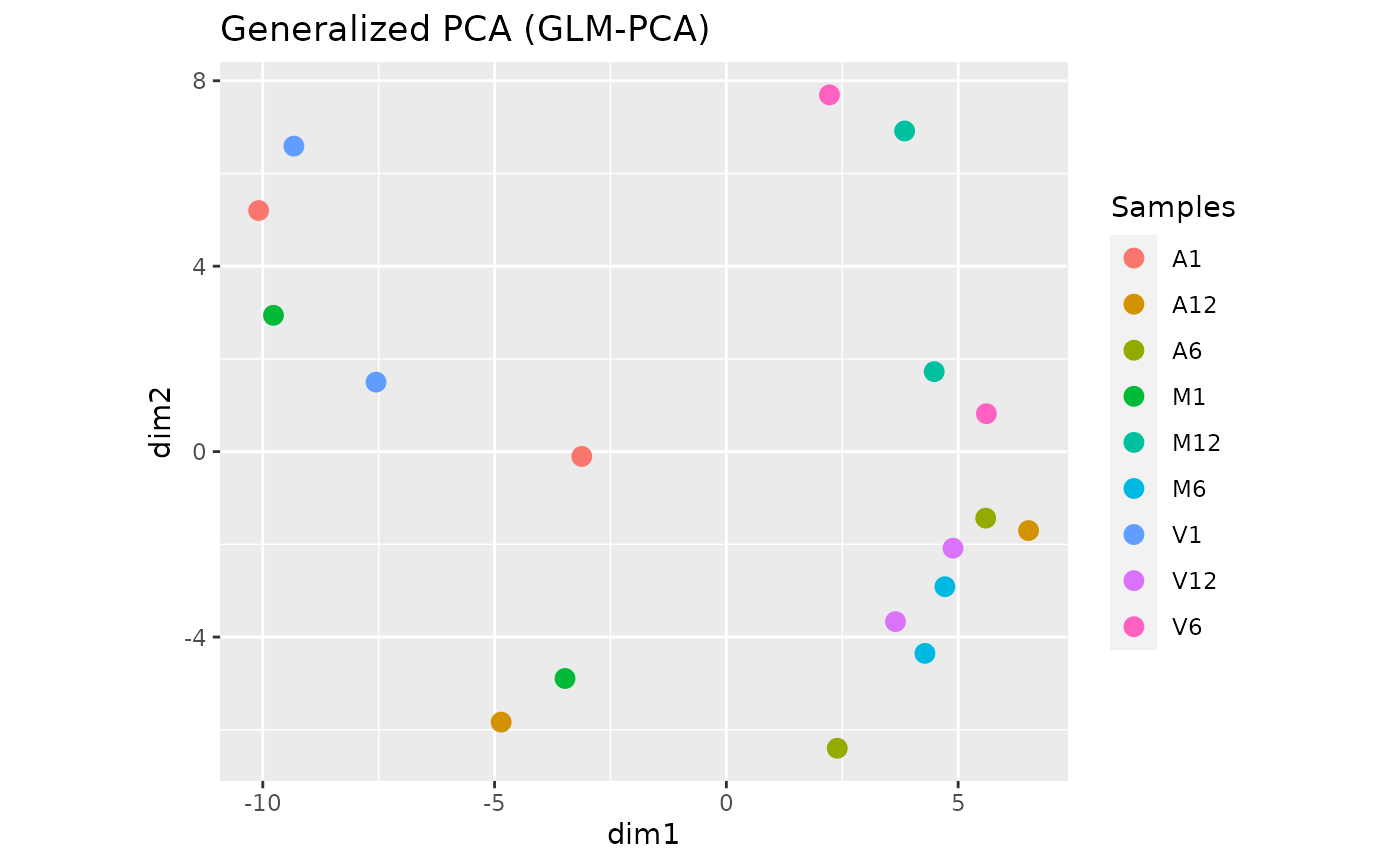 Generalized PCA (GLM-PCA)
8
4
0
-4
dim2
-10
-5
0
5
dim1
Samples
A1
A12
A6
M1
M12
M6
V1
V12
V6